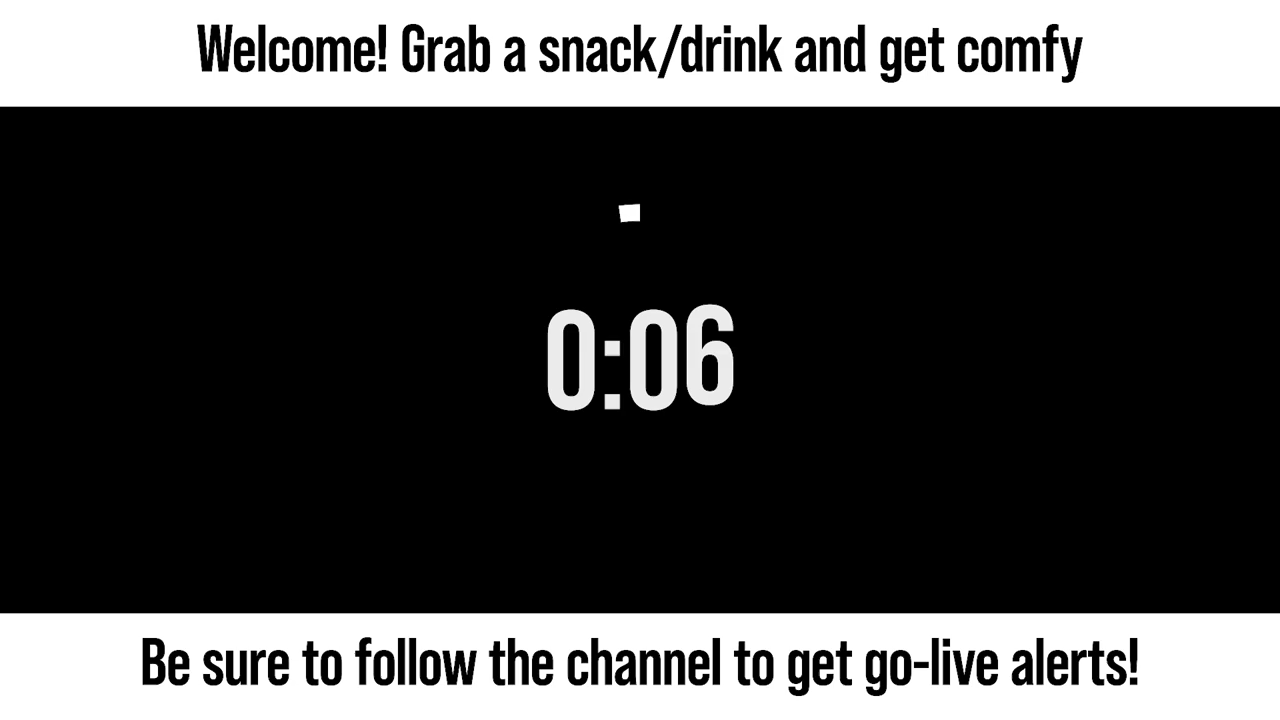 Welcome! Grab a snack/drink and get comfy
0:06
Be sure to follow the channel to get go-live alerts!